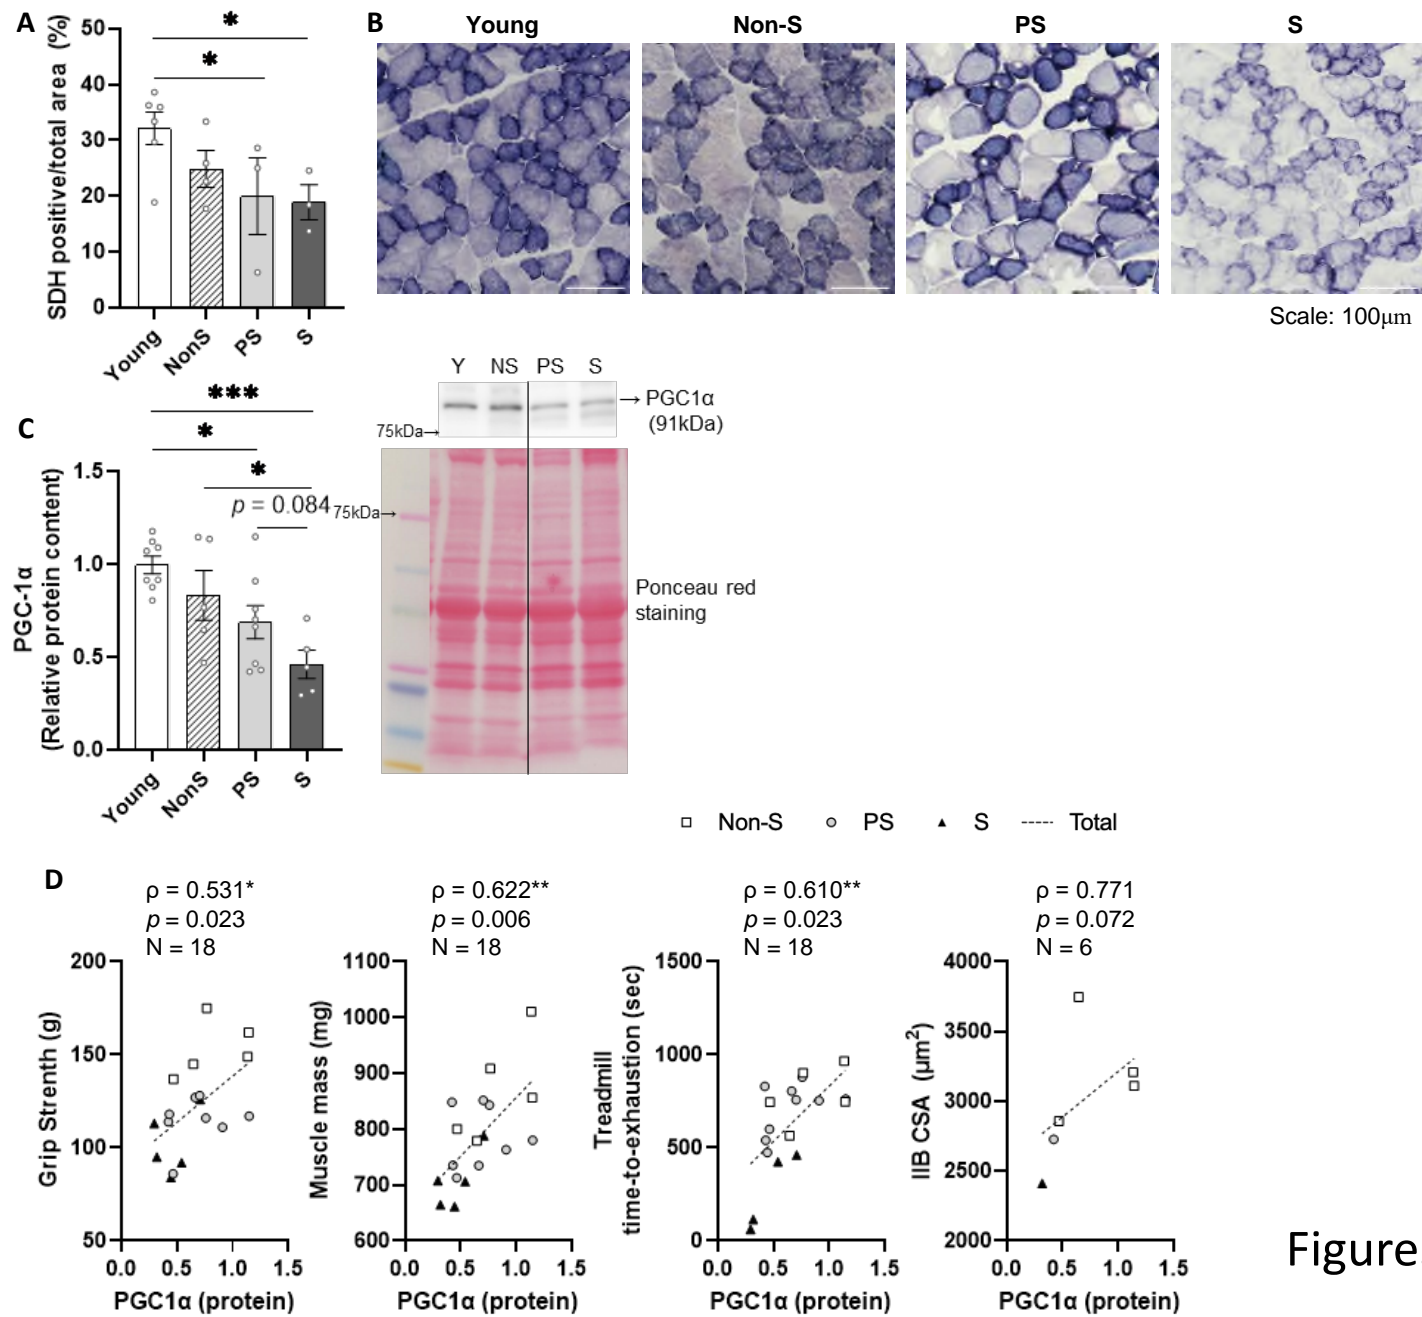 A
SDH positive/total area (%)
50
40
30
20
10
0
*
*
Young
NonS
PS
S
B
Young
Non-S
PS
S
Scale: 100μm
C
PGC-1α
(Relative protein content)
1.5
1.0
0.5
0.0
***
*
*
p = 0.084
Young
NonS
PS
S
Y NS PS S
→ PGC1α
(91kDa)
75kDa→
75kDa→
Ponceau red
staining
Non-S PS S Total
D
ρ = 0.531*
p = 0.023
N = 18
Grip Strenth (g)
200
150
100
50
0.0 0.5 1.0 1.5
PGC1α (protein)
ρ = 0.622**
p = 0.006
N = 18
Muscle mass (mg)
1100
1000
900
800
700
600
0.0 0.5 1.0 1.5
PGC1α (protein)
ρ = 0.610**
p = 0.023
N = 18
Treadmill
time-to-exhaustion (sec)
1500
1000
500
0
0.0 0.5 1.0 1.5
PGC1α (protein)
ρ = 0.771
p = 0.072
N = 6
IIB CSA (µm²)
4000
3500
3000
2500
2000
0.0 0.5 1.0 1.5
PGC1α (protein)
Figure